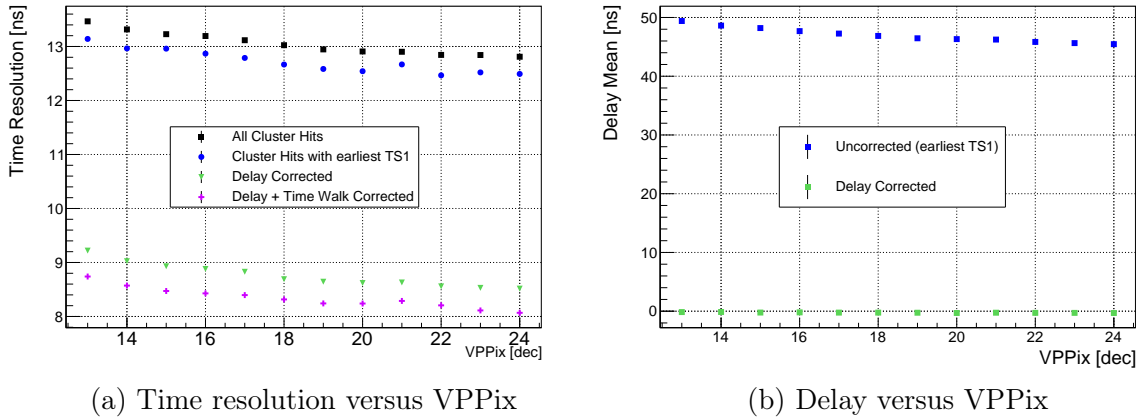 Time Resolution [ns]
13
12
11
10
9
8
All Cluster Hits
Cluster Hits with earliest TS1
Delay Corrected
Delay + Time Walk Corrected
14 16 18 20 22 24
VPPix [dec]
(a) Time resolution versus VPPix
Delay Mean [ns]
50
40
30
20
10
0
Uncorrected (earliest TS1)
Delay Corrected
14 16 18 20 22 24
VPPix [dec]
(b) Delay versus VPPix